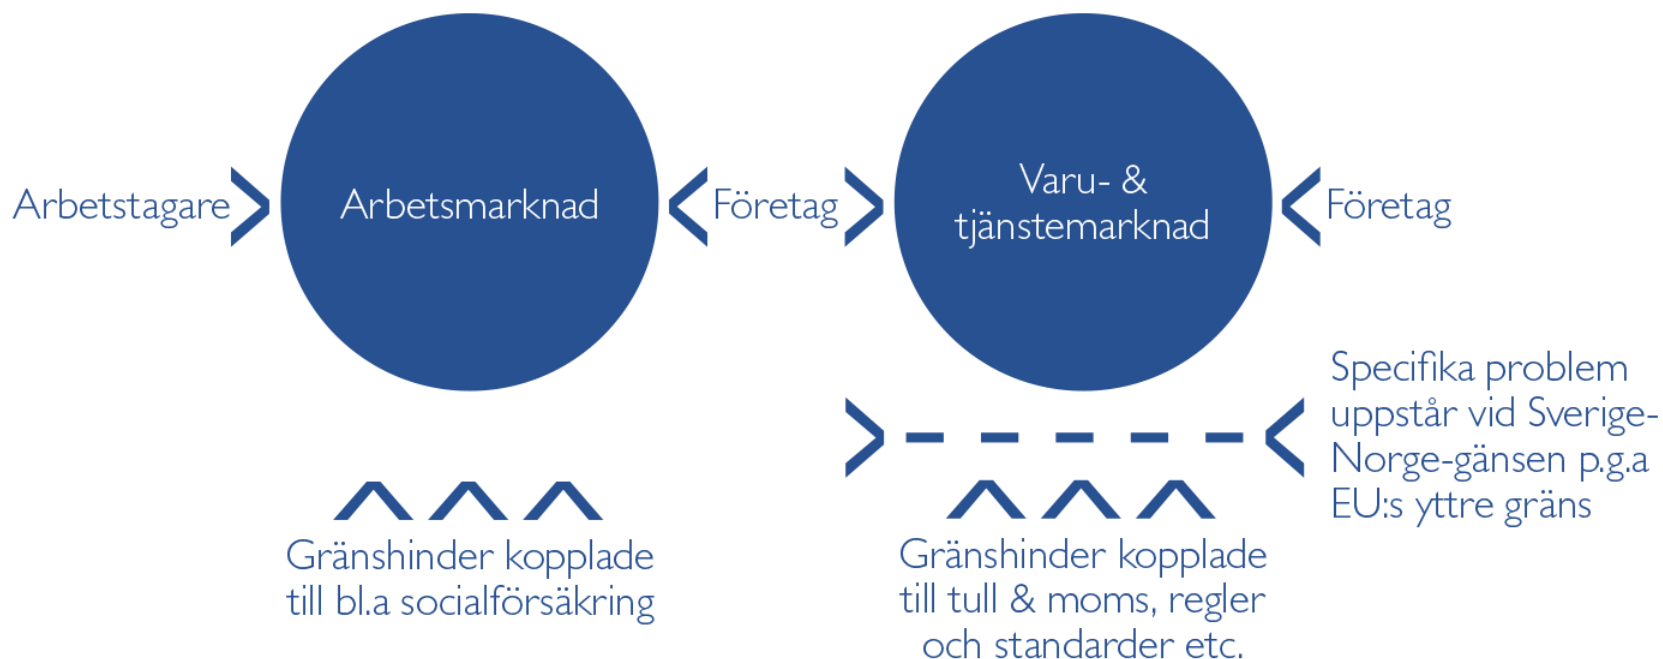 Arbetstagare
Arbetsmarknad
Företag
Varu- &
tjänstemarknad
Företag
Specifika problem
uppstår vid Sverige-
Norge-gänsen p.g.a
EU:s yttre gräns
Gränshinder kopplade
till bl.a socialförsäkring
Gränshinder kopplade
till tull & moms, regler
och standarder etc.